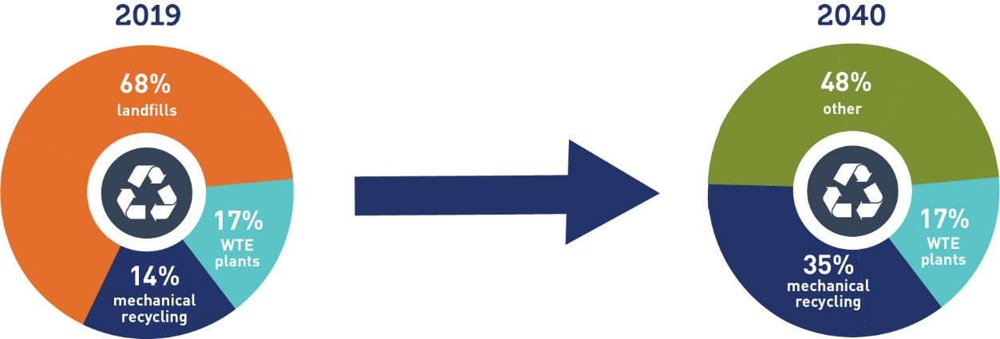 2019
68%
landfills
17%
WTE
plants
14%
mechanical
recycling
2040
48%
other
17%
WTE
plants
35%
mechanical
recycling